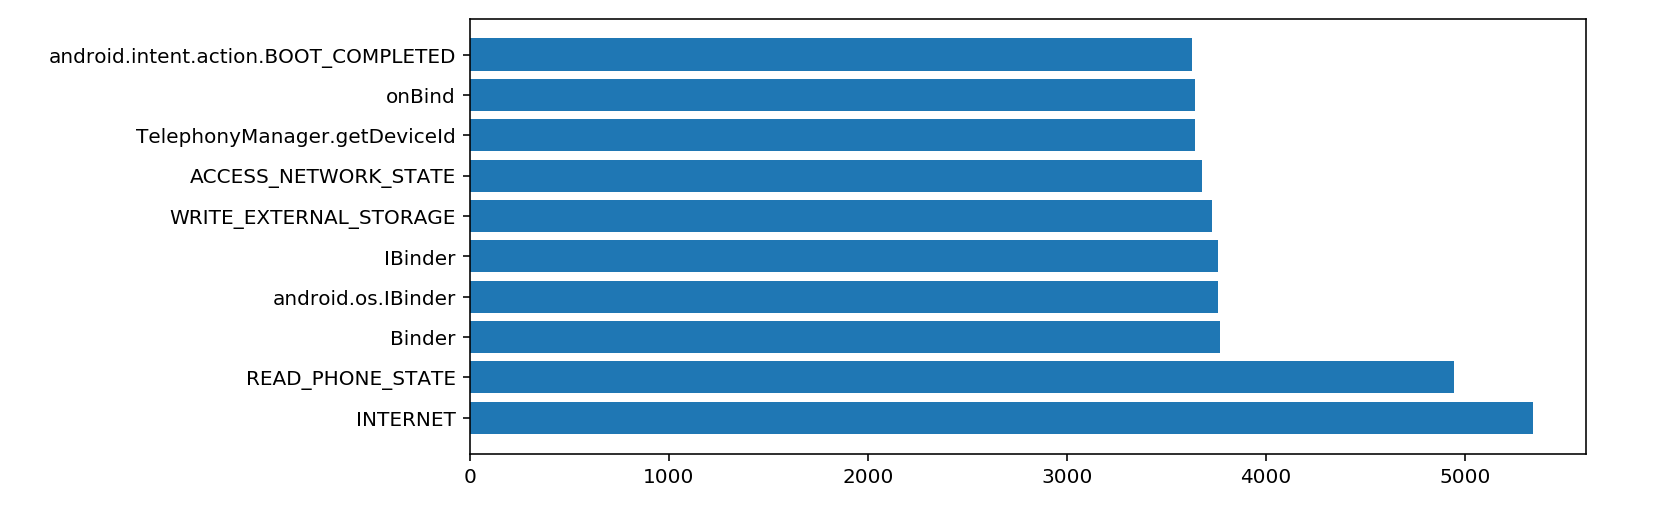 android.intent.action.BOOT_COMPLETED
onBind
TelephonyManager.getDeviceId
ACCESS_NETWORK_STATE
WRITE_EXTERNAL_STORAGE
IBinder
android.os.IBinder
Binder
READ_PHONE_STATE
INTERNET
0 1000 2000 3000 4000 5000